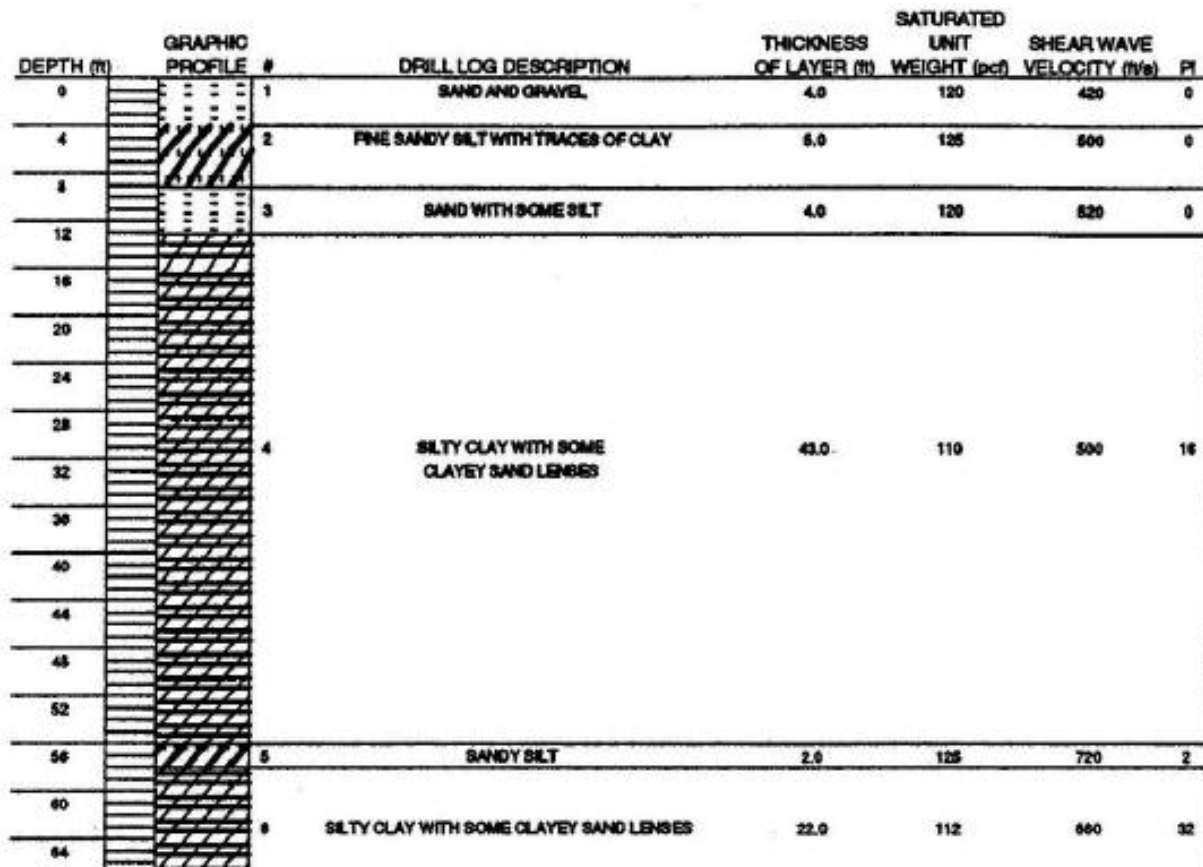 SATURATED
GRAPHIC THICKNESS UNIT SHEAR WAVE
DEPTH (ft) PROFILE # DRILL LOG DESCRIPTION OF LAYER (ft) WEIGHT (pcf) VELOCITY (ft/s) PI
0 1 SAND AND GRAVEL 4.0 120 420 0
4 2 FINE SANDY SILT WITH TRACES OF CLAY 5.0 125 500 0
8
3 SAND WITH SOME SILT 4.0 120 520 0
12
16
20
24
28
4 SILTY CLAY WITH SOME 43.0 110 500 16
32 CLAYEY SAND LENSES
36
40
44
48
52
56 5 SANDY SILT 2.0 125 720 2
60
6 SILTY CLAY WITH SOME CLAYEY SAND LENSES 22.0 112 660 32
64